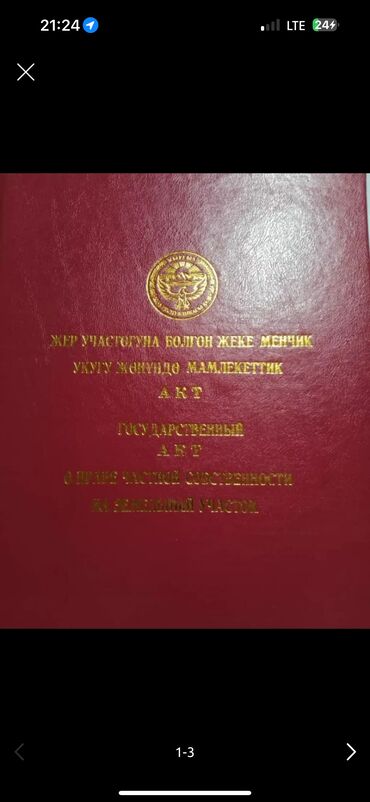 21:24
LTE
24
ЖЕР УЧАСТОГУНА БОЛГОН ЖЕКЕ МЕНЧИК
УКУГУ ЖӨНҮНДӨ МАМЛЕКЕТТИК
АКТ
ГОСУДАРСТВЕННЫЙ
АКТ
О ПРАВЕ ЧАСТНОЙ СОБСТВЕННОСТИ
НА ЗЕМЕЛЬНЫЙ УЧАСТОК
1-3